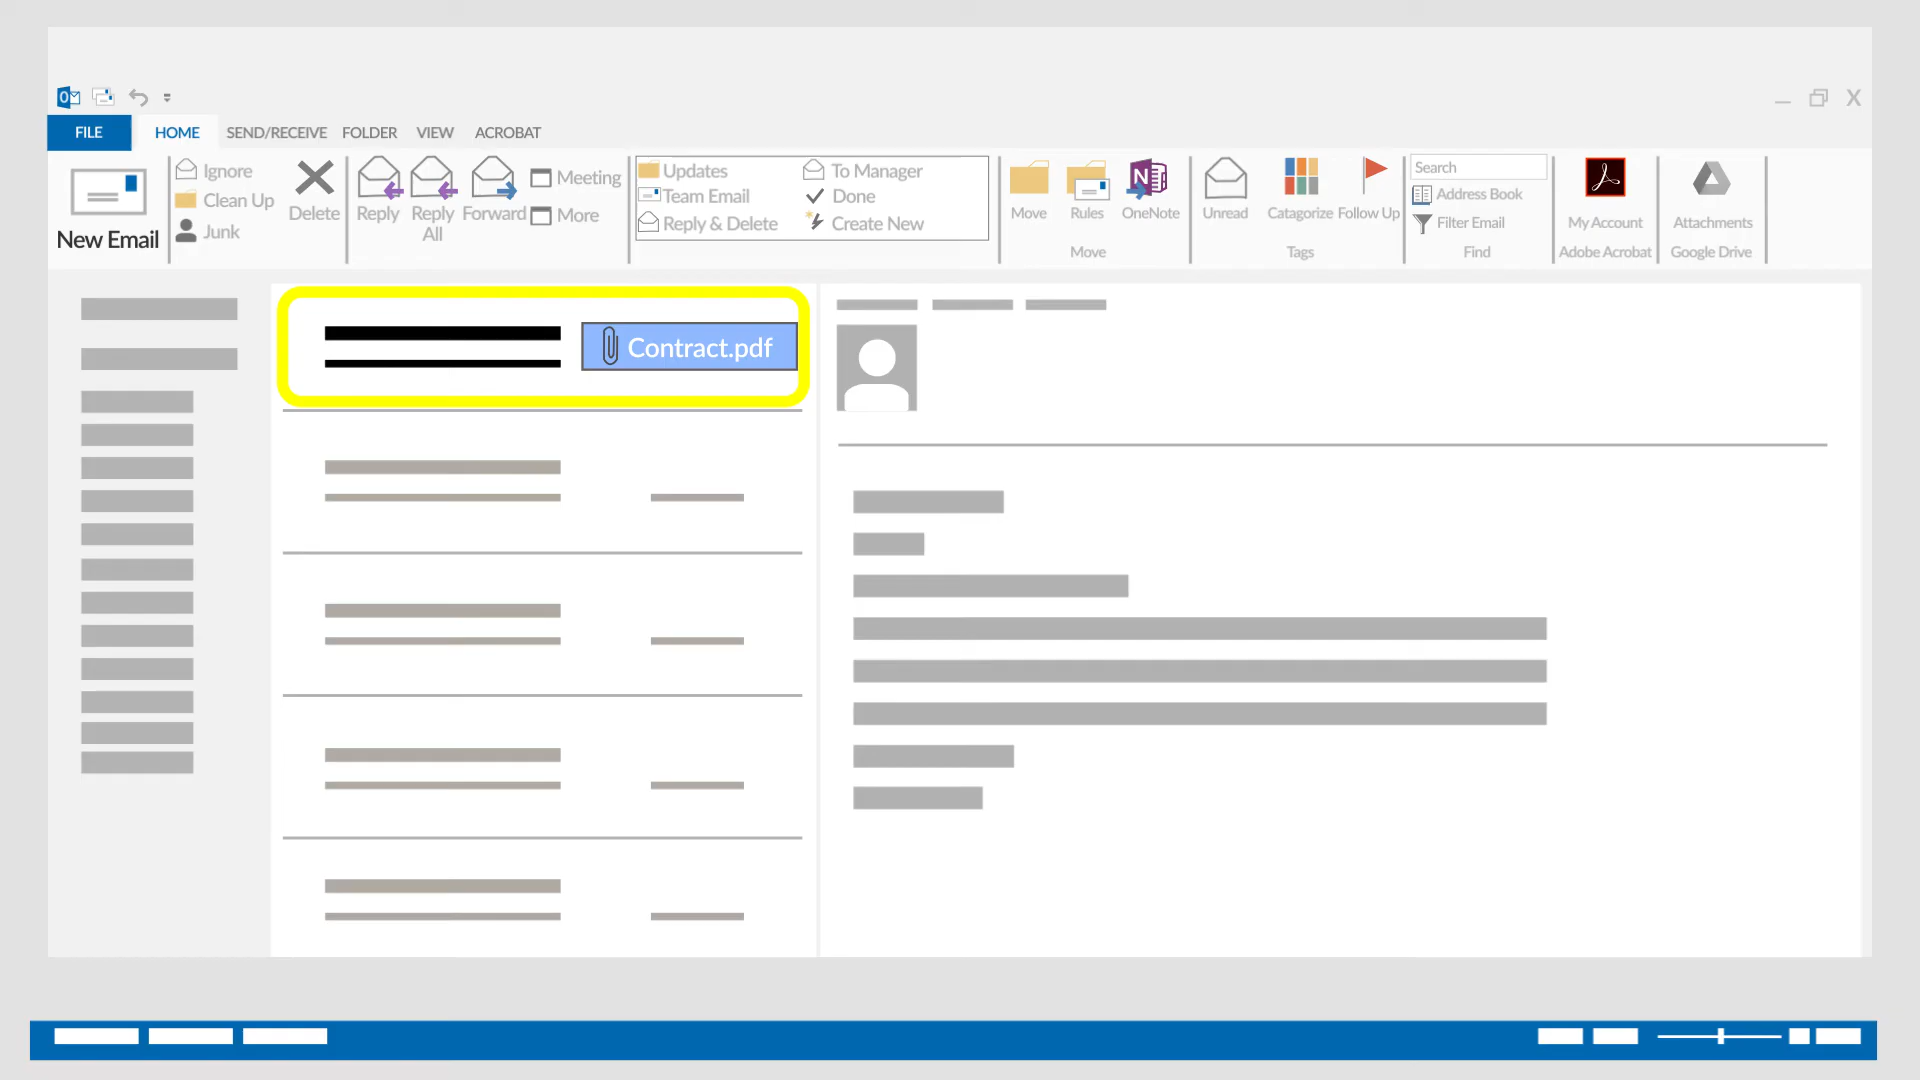 FILE HOME SEND/RECEIVE FOLDER VIEW ACROBAT
New Email
Ignore
Clean Up
Junk
Delete
Reply
Reply All
Forward
Meeting
More
Updates
Team Email
Reply & Delete
To Manager
Done
Create New
Move
Rules
OneNote
Move
Unread
Catagorize
Follow Up
Tags
Search
Address Book
Filter Email
Find
My Account
Adobe Acrobat
Attachments
Google Drive
Contract.pdf